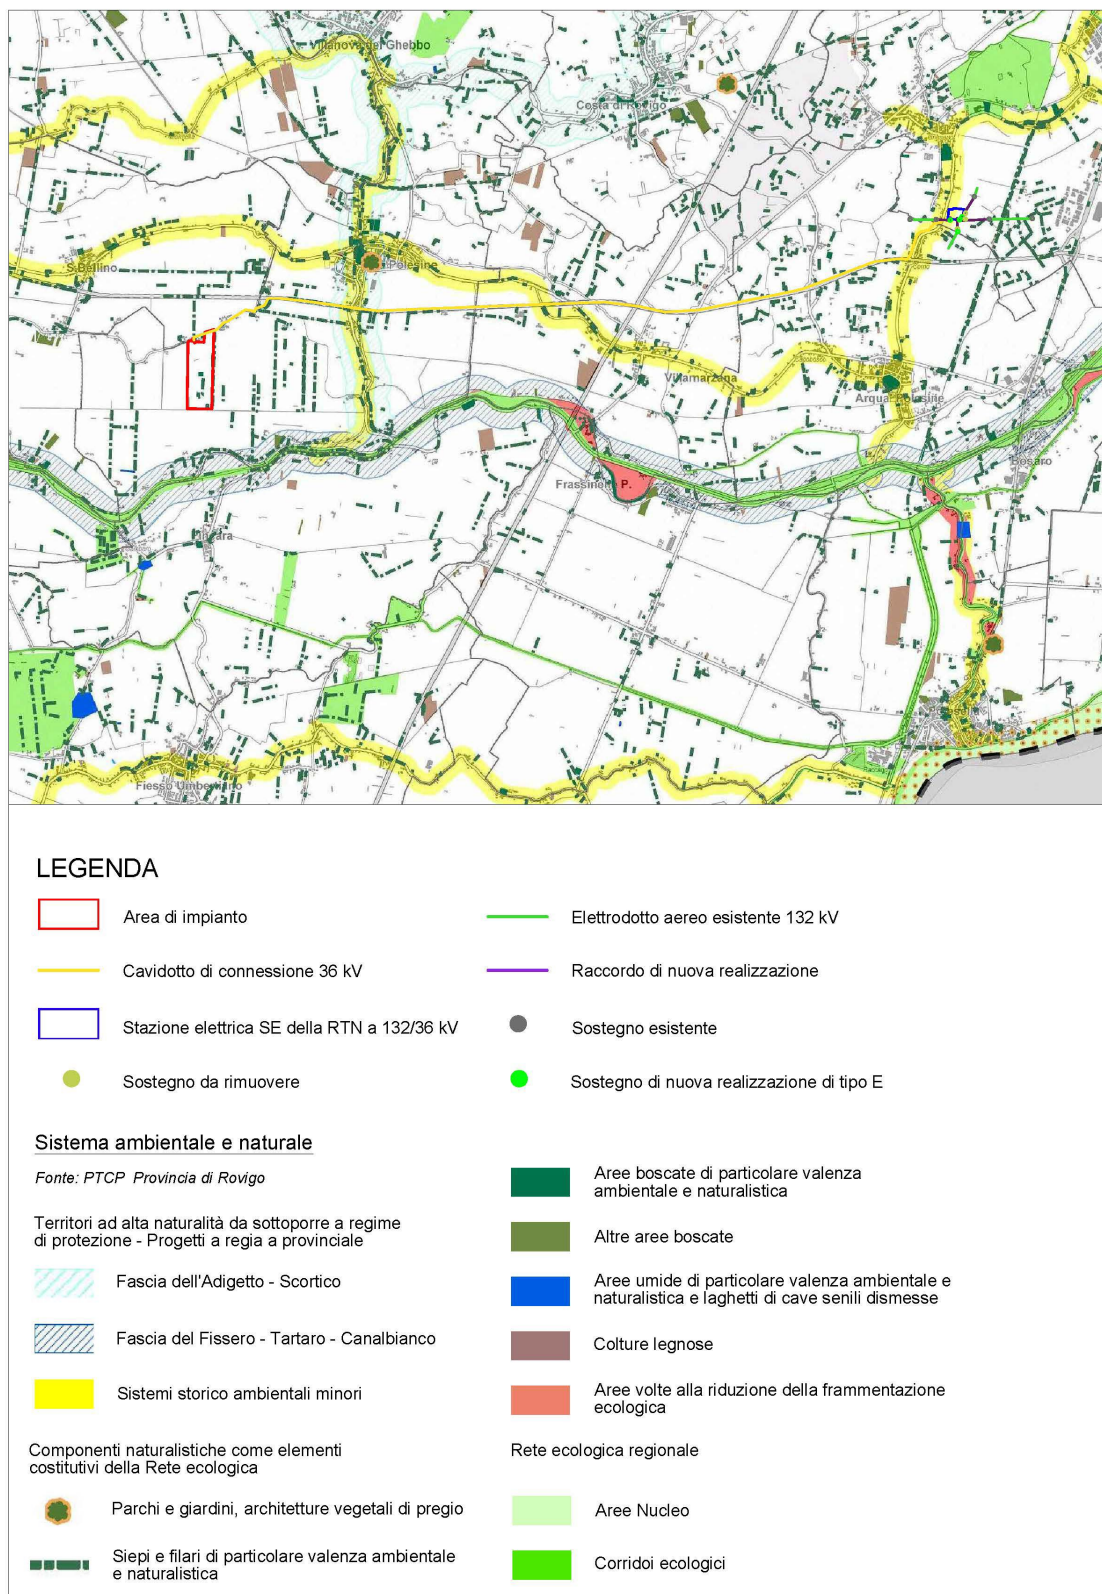 Villanova del Ghebbo
Costa di Rovigo
S.Bellino
Polesine
Villamarzana
Arqua' Polesine
Frassinelle P.
Bosaro
Pincara
Fiesso Umbertiano
LEGENDA
Area di impianto
Elettrodotto aereo esistente 132 kV
Cavidotto di connessione 36 kV
Raccordo di nuova realizzazione
Stazione elettrica SE della RTN a 132/36 kV
Sostegno esistente
Sostegno da rimuovere
Sostegno di nuova realizzazione di tipo E
Sistema ambientale e naturale
Fonte: PTCP Provincia di Rovigo
Territori ad alta naturalità da sottoporre a regime
di protezione - Progetti a regia a provinciale
Fascia dell'Adigetto - Scortico
Fascia del Fissero - Tartaro - Canalbianco
Sistemi storico ambientali minori
Componenti naturalistiche come elementi
costitutivi della Rete ecologica
Parchi e giardini, architetture vegetali di pregio
Siepi e filari di particolare valenza ambientale
e naturalistica
Aree boscate di particolare valenza
ambientale e naturalistica
Altre aree boscate
Aree umide di particolare valenza ambientale e
naturalistica e laghetti di cave senili dismesse
Colture legnose
Aree volte alla riduzione della frammentazione
ecologica
Rete ecologica regionale
Aree Nucleo
Corridoi ecologici